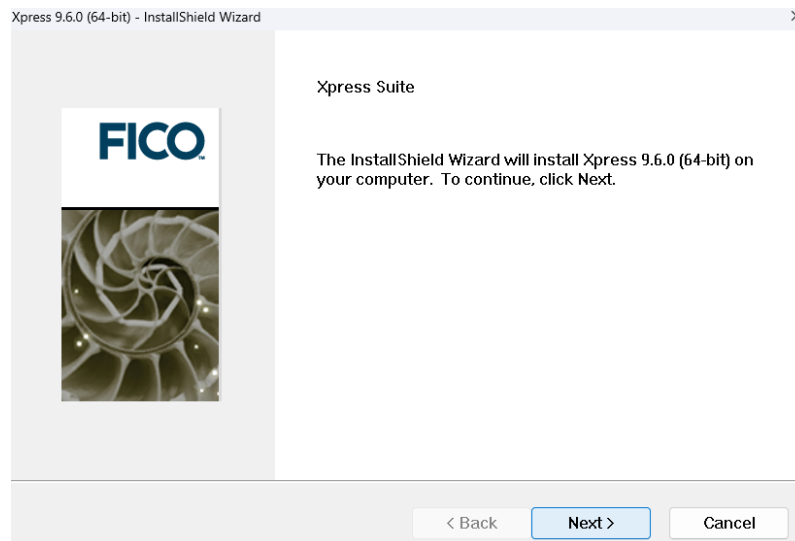 Xpress 9.6.0 (64-bit) - InstallShield Wizard
FICO™
Xpress Suite
The InstallShield Wizard will install Xpress 9.6.0 (64-bit) on
your computer. To continue, click Next.
< Back
Next >
Cancel